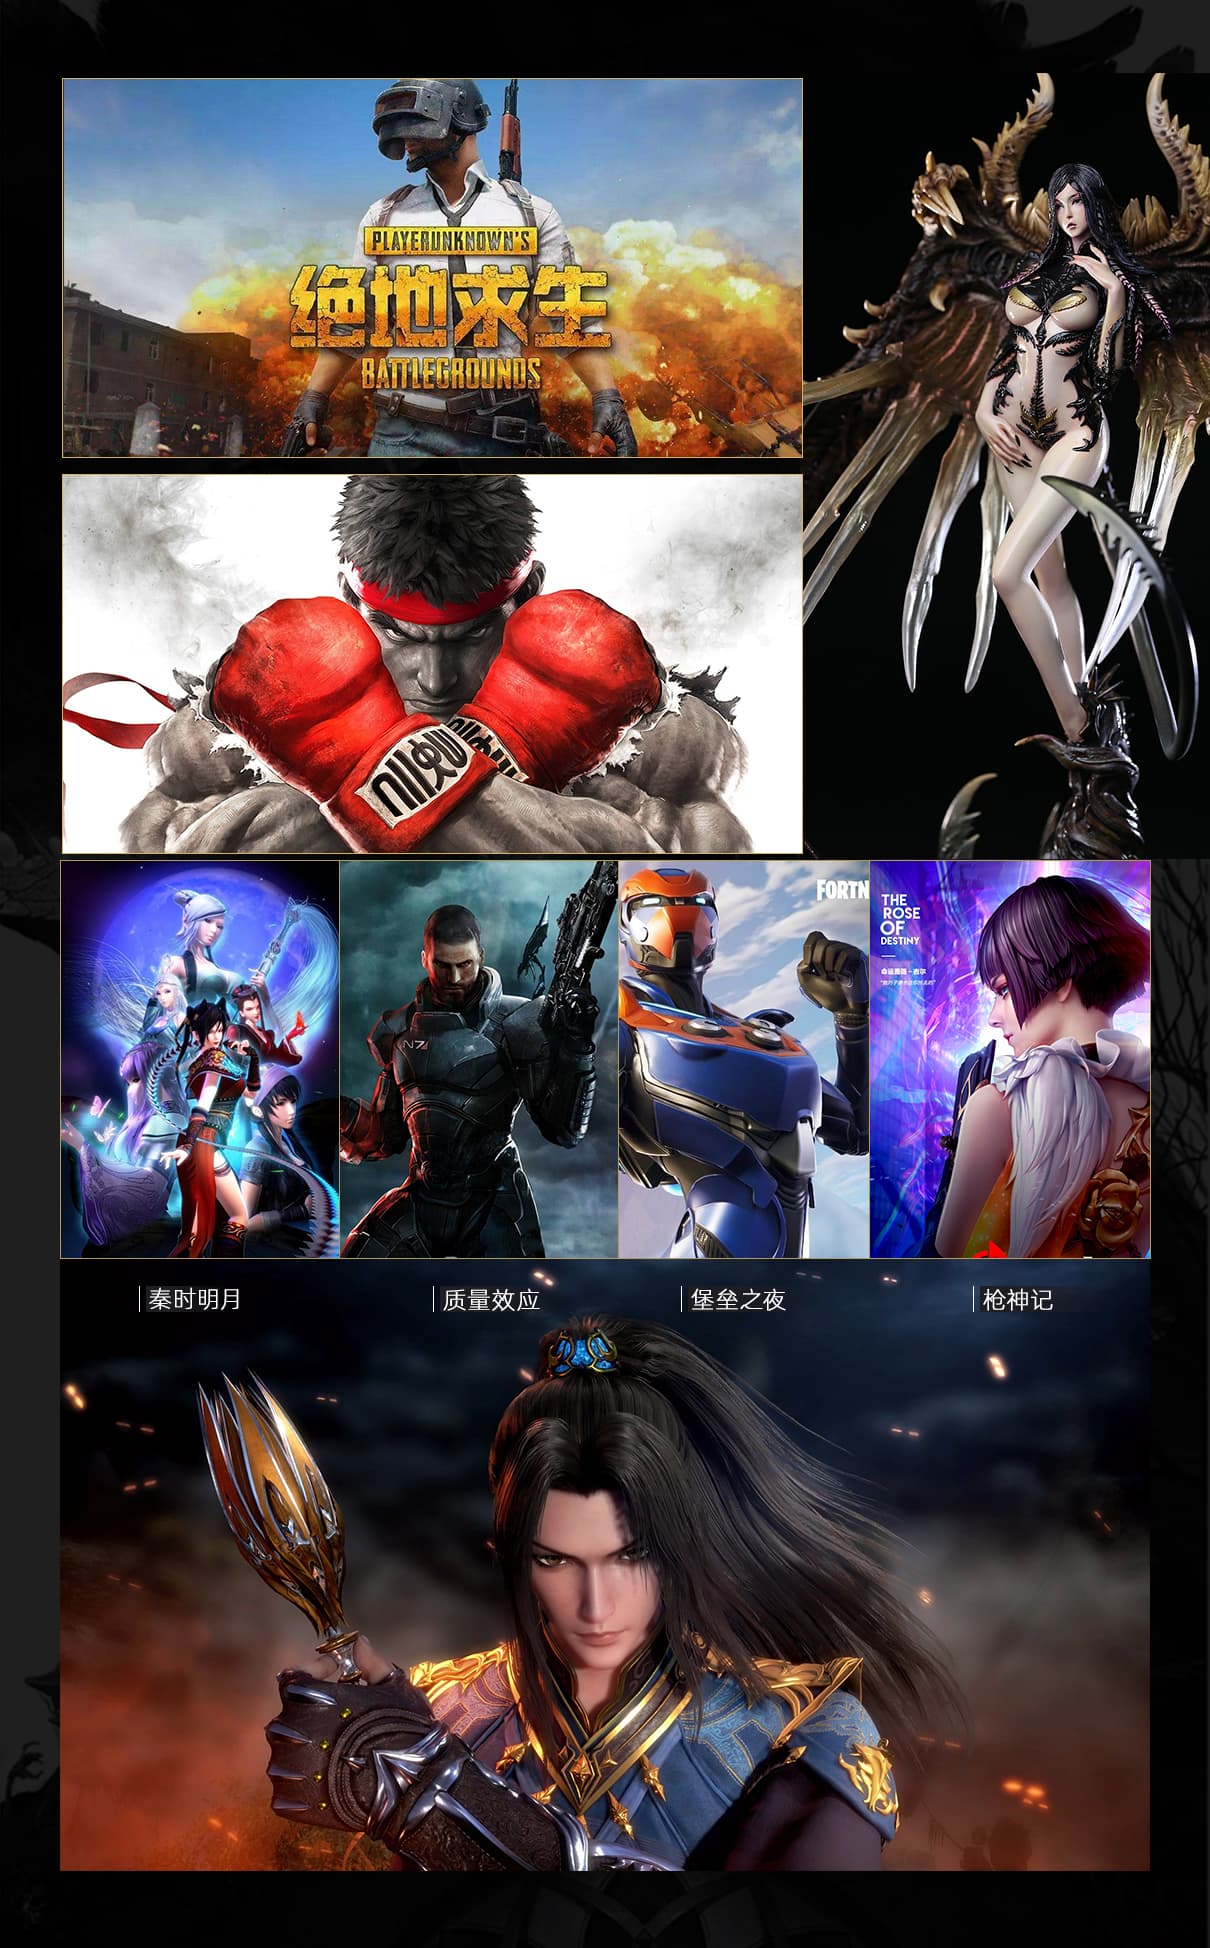 PLAYERUNKNOWN'S
绝地求生
BATTLEGROUNDS
N7
FORTN
THE
ROSE
OF
DESTINY
秦时明月
质量效应
堡垒之夜
枪神记